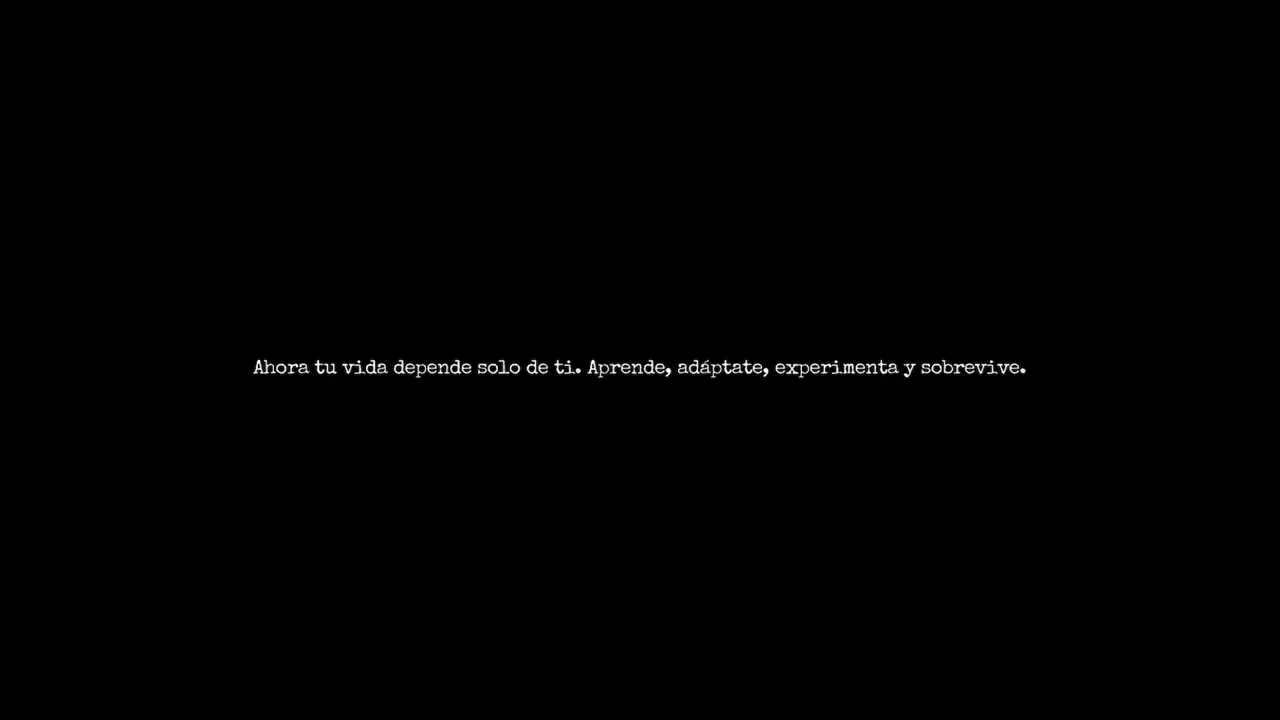 Ahora tu vida depende solo de ti. Aprende, adáptate, experimenta y sobrevive.